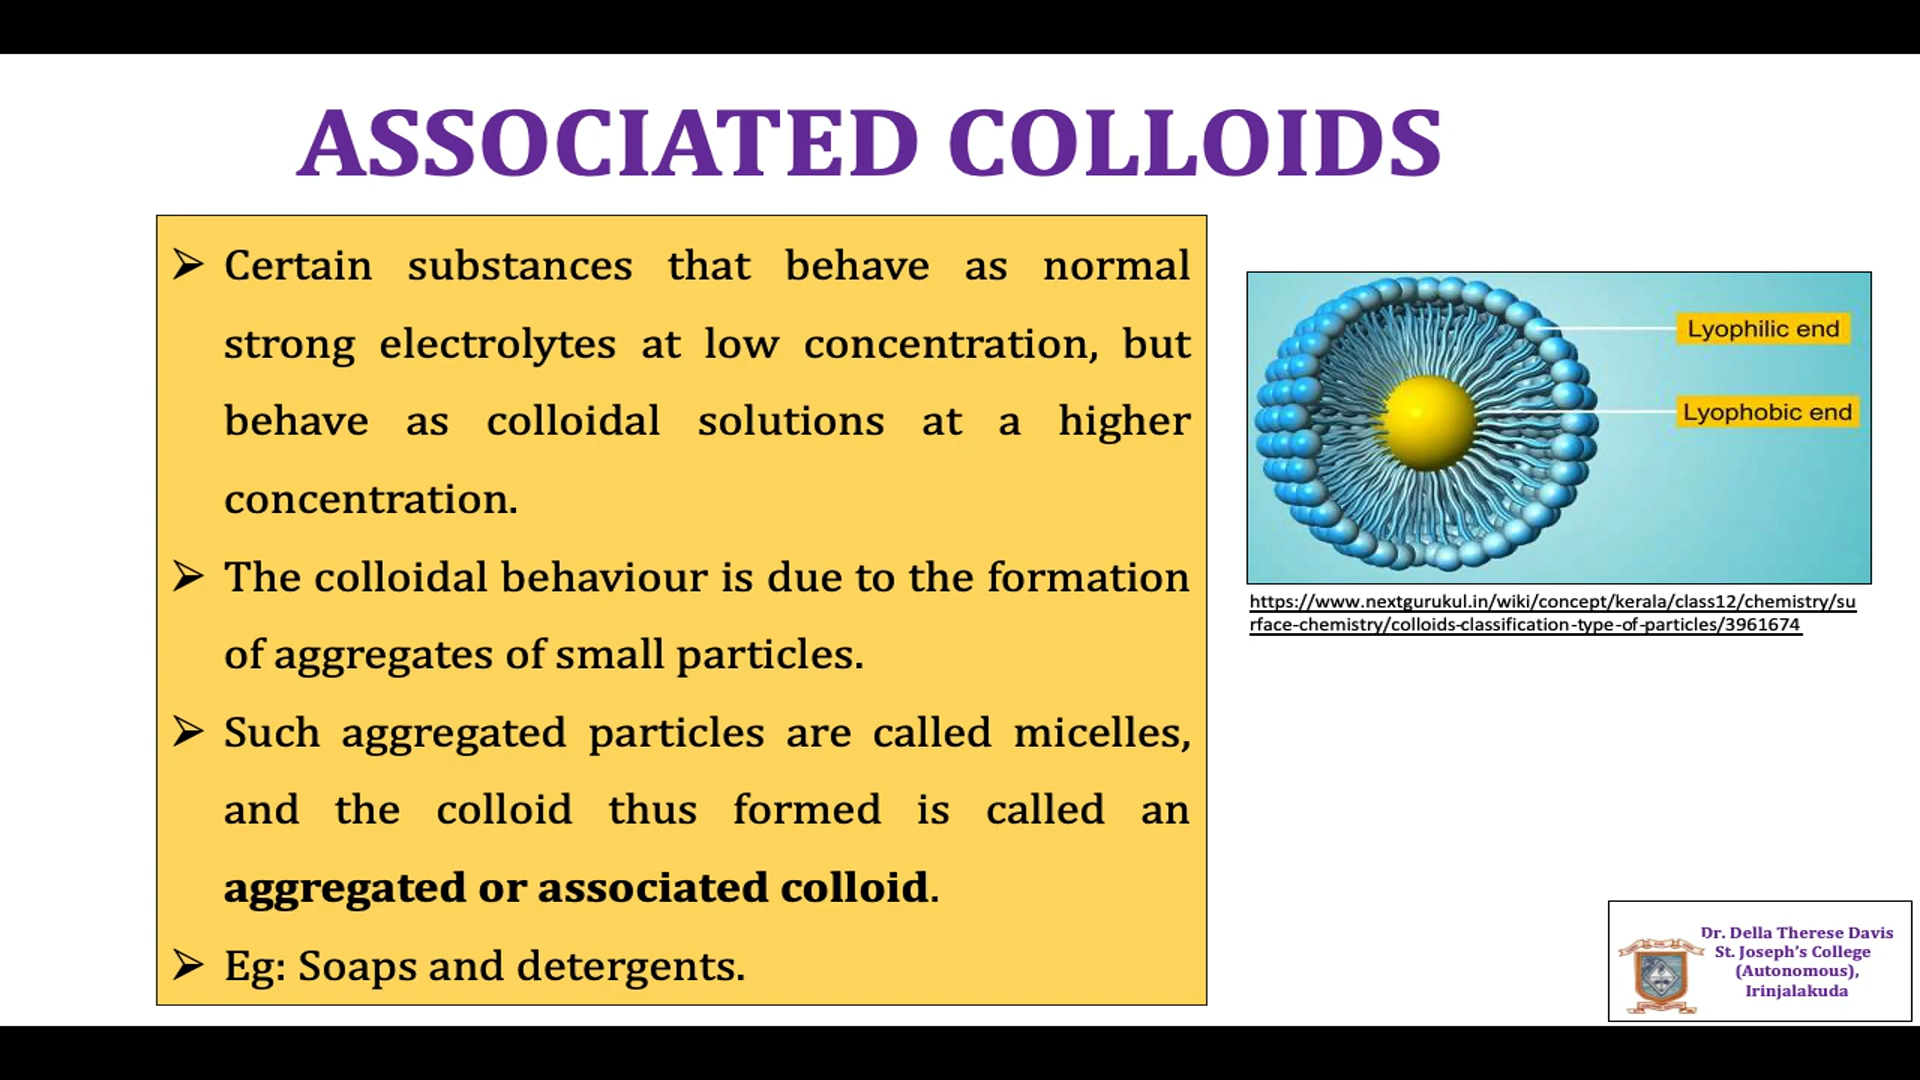 ASSOCIATED COLLOIDS
➢ Certain substances that behave as normal
strong electrolytes at low concentration, but
behave as colloidal solutions at a higher
concentration.
➢ The colloidal behaviour is due to the formation
of aggregates of small particles.
➢ Such aggregated particles are called micelles,
and the colloid thus formed is called an
aggregated or associated colloid.
➢ Eg: Soaps and detergents.
Lyophilic end
Lyophobic end
https://www.nextgurukul.in/wiki/concept/kerala/class12/chemistry/su
rface-chemistry/colloids-classification-type-of-particles/3961674
Dr. Della Therese Davis
St. Joseph's College
(Autonomous),
Irinjalakuda